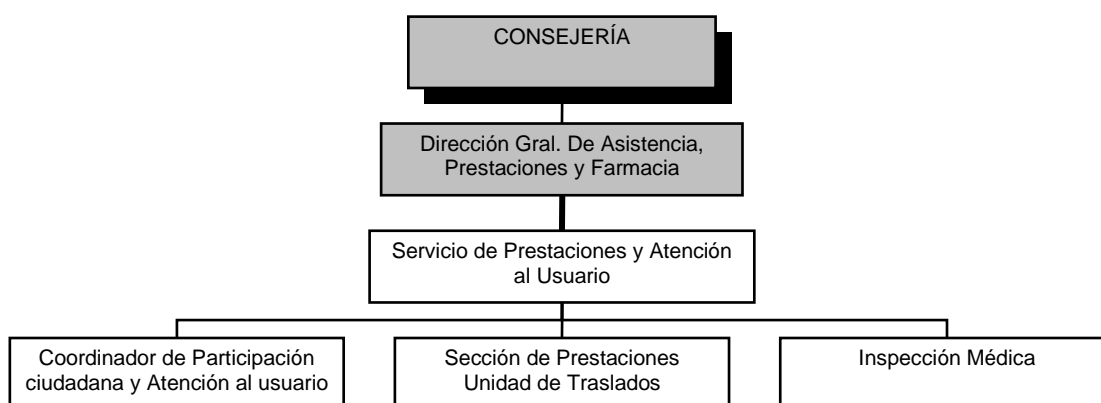 CONSEJERÍA
Dirección Gral. De Asistencia,
Prestaciones y Farmacia
Servicio de Prestaciones y Atención
al Usuario
Coordinador de Participación
ciudadana y Atención al usuario
Sección de Prestaciones
Unidad de Traslados
Inspección Médica